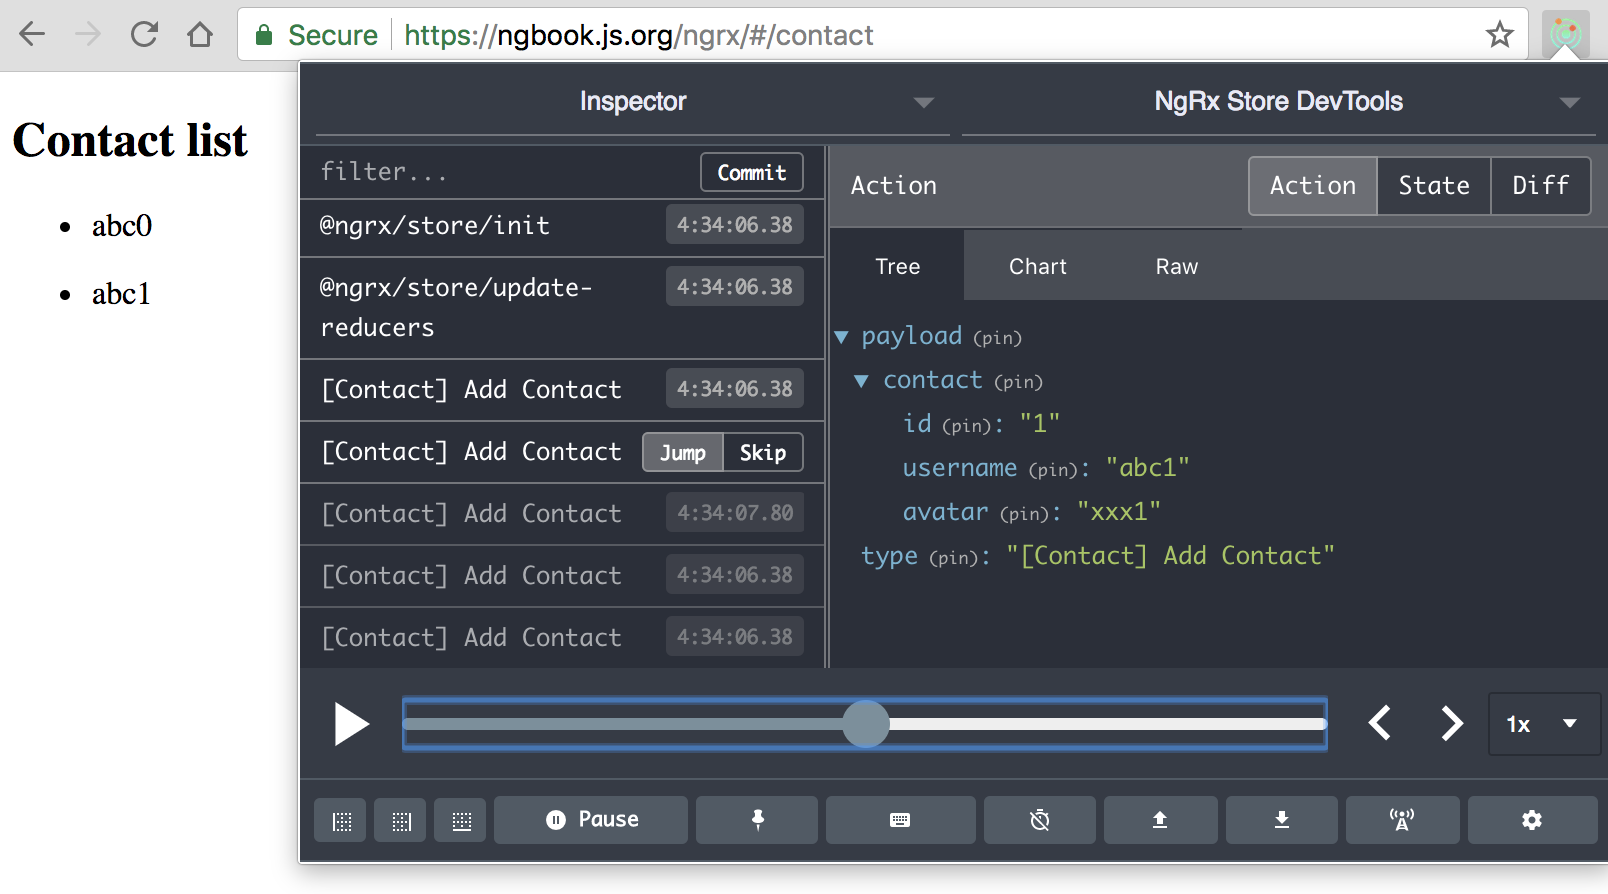 Secure https://ngbook.js.org/ngrx/#/contact
Contact list
abc0
abc1
Inspector
NgRx Store DevTools
filter...
Commit
@ngrx/store/init
4:34:06.38
@ngrx/store/update-
reducers
4:34:06.38
[Contact] Add Contact
4:34:06.38
[Contact] Add Contact
Jump
Skip
[Contact] Add Contact
4:34:07.80
[Contact] Add Contact
4:34:06.38
[Contact] Add Contact
4:34:06.38
Action
Action
State
Diff
Tree
Chart
Raw
payload (pin)
contact (pin)
id (pin): "1"
username (pin): "abc1"
avatar (pin): "xxx1"
type (pin): "[Contact] Add Contact"
1x
Pause